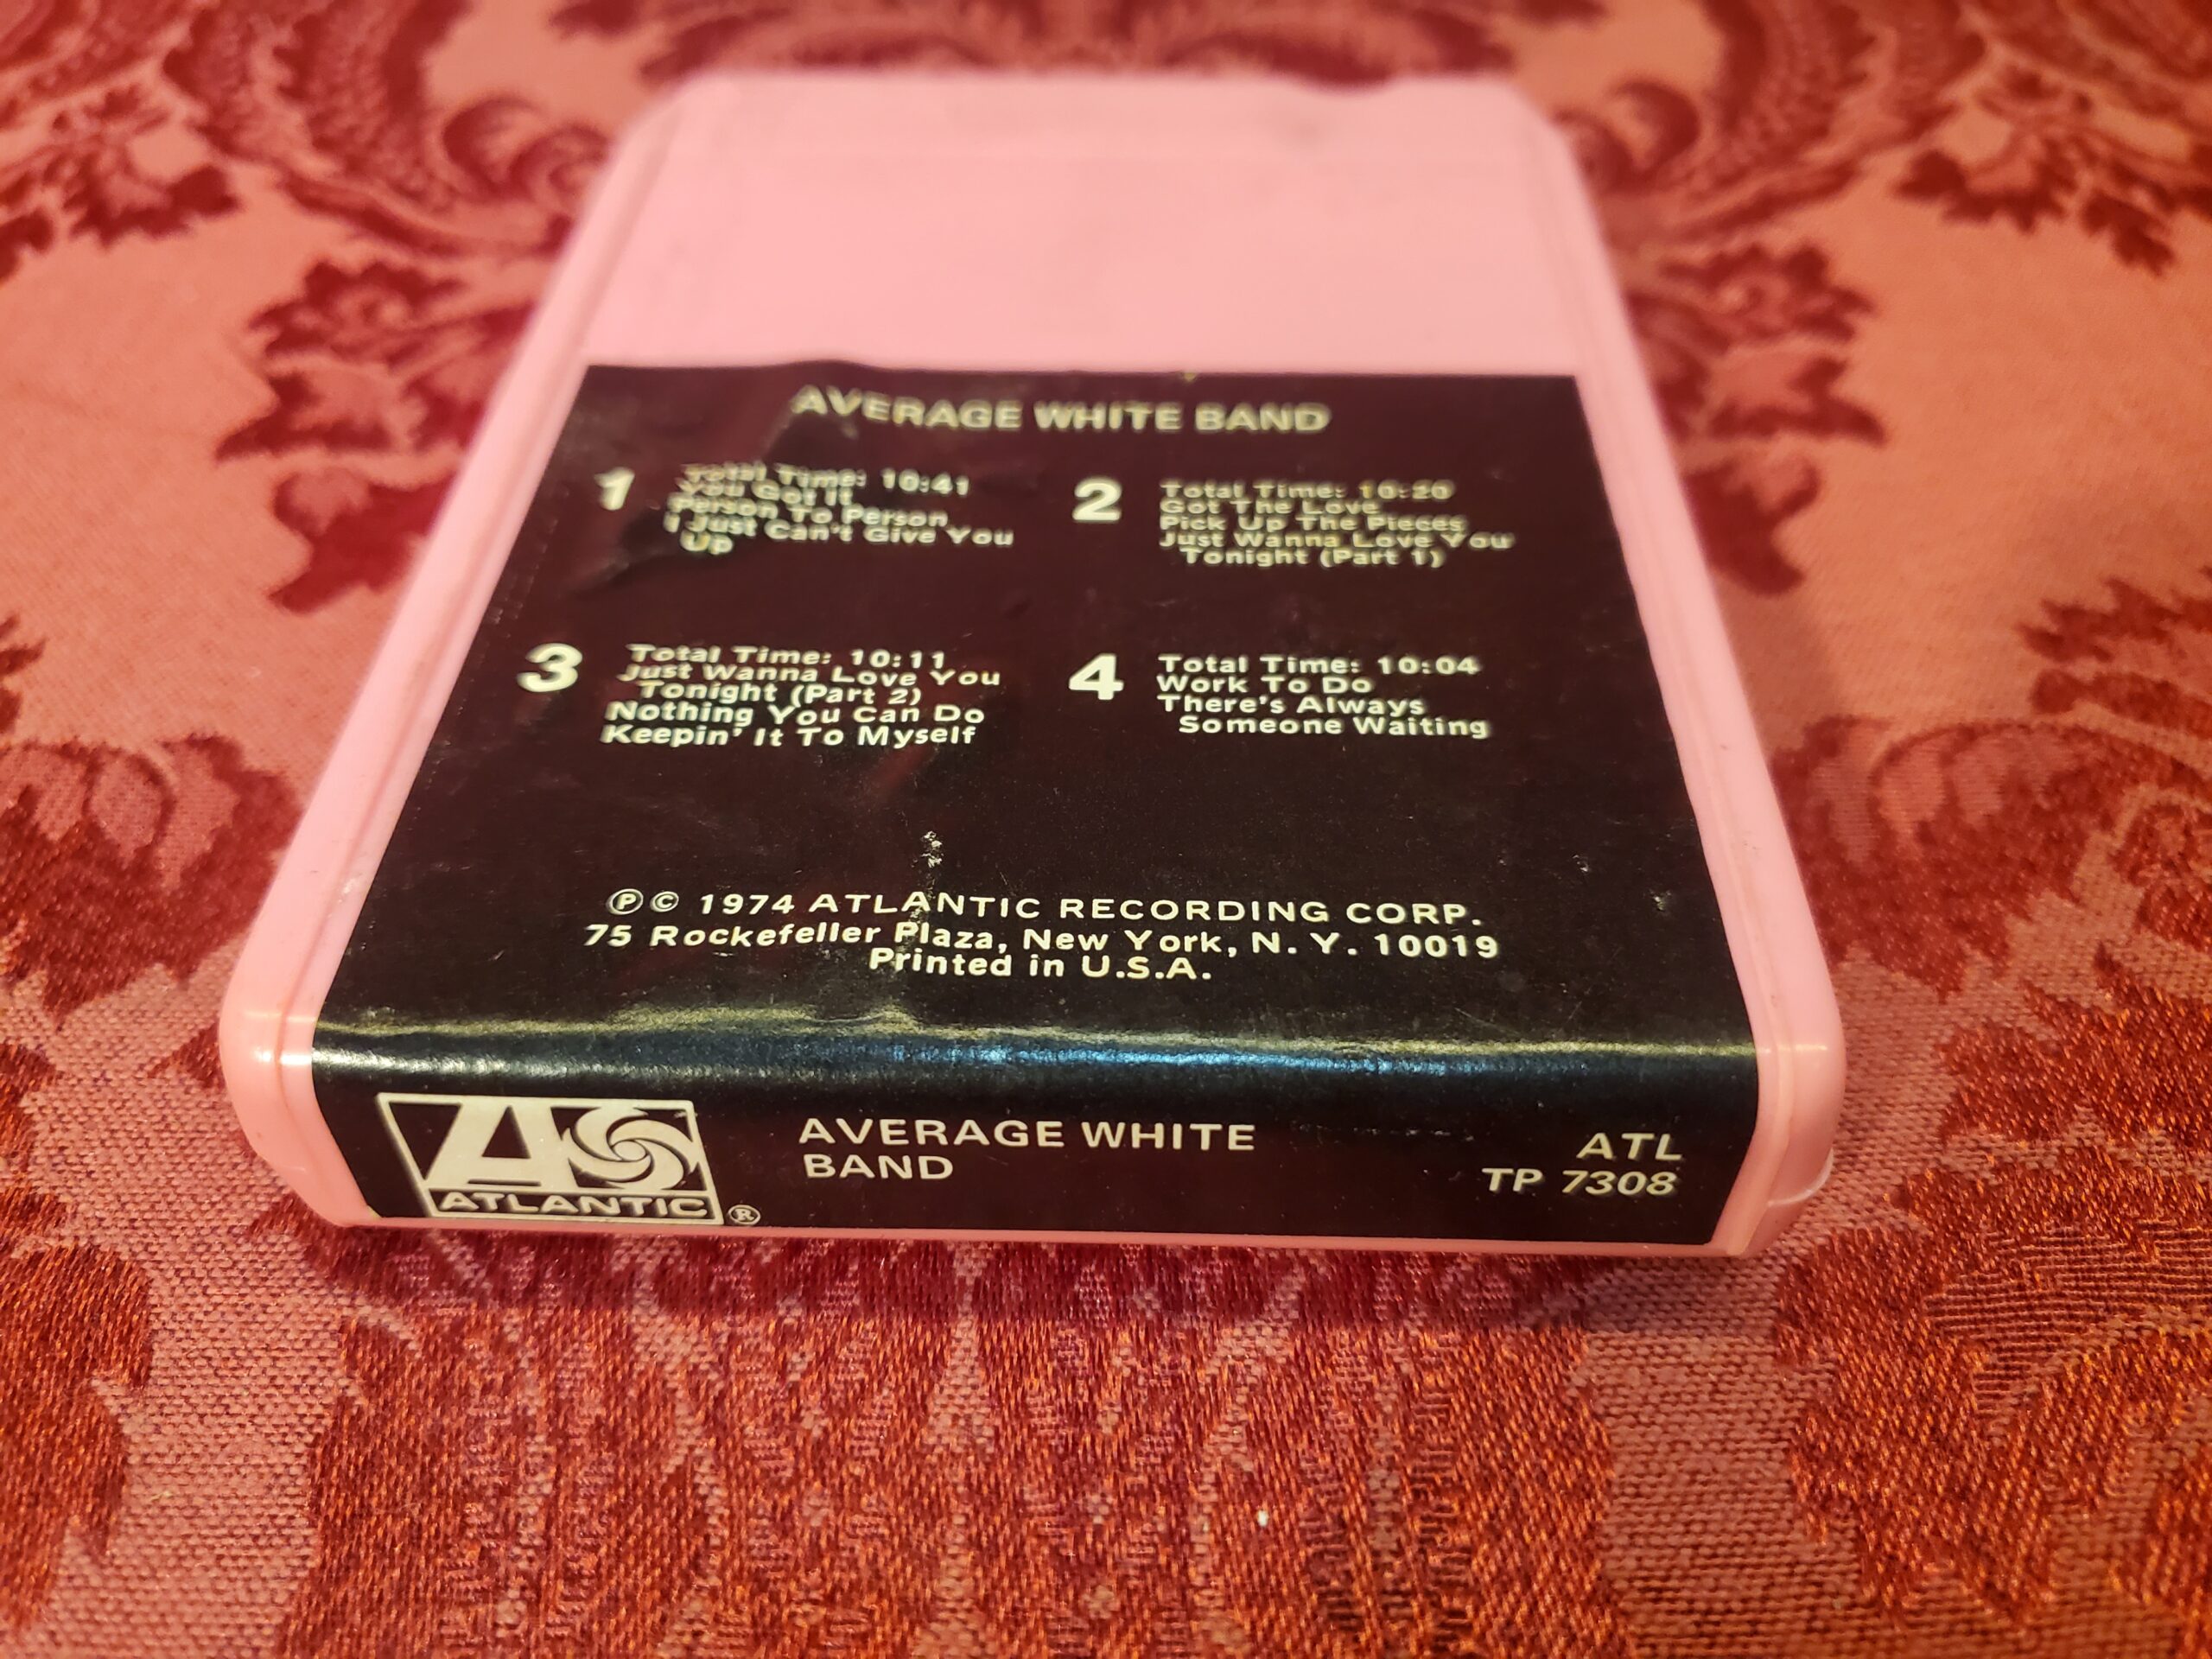 AVERAGE WHITE BAND
1 Total Time: 10:41
You Got It
Person To Person
I Just Can't Give You
Up
2 Total Time: 10:20
Got The Love
Pick Up The Pieces
Just Wanna Love You
Tonight (Part 1)
3 Total Time: 10:11
Just Wanna Love You
Tonight (Part 2)
Nothing You Can Do
Keepin' It To Myself
4 Total Time: 10:04
Work To Do
There's Always
Someone Waiting
℗© 1974 ATLANTIC RECORDING CORP.
75 Rockefeller Plaza, New York, N. Y. 10019
Printed in U.S.A.
A
ATLANTIC ®
AVERAGE WHITE
BAND
ATL
TP 7308